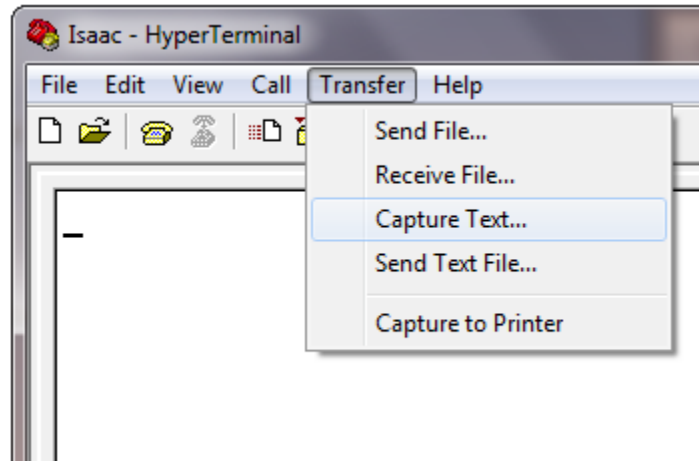 Isaac - HyperTerminal
File Edit View Call Transfer Help
Send File...
Receive File...
Capture Text...
Send Text File...
Capture to Printer
_